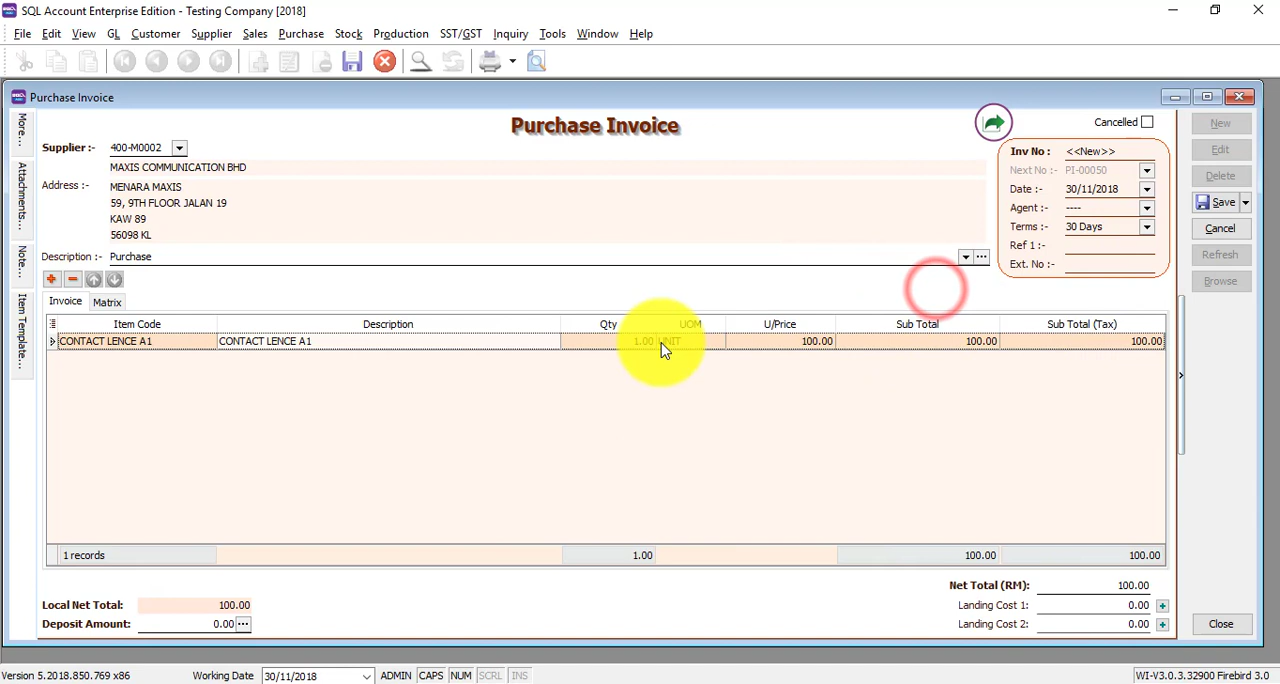 SQL Account Enterprise Edition - Testing Company [2018]
File Edit View GL Customer Supplier Sales Purchase Stock Production SST/GST Inquiry Tools Window Help
Purchase Invoice
More...
Attachments...
Note...
Item Template...
Purchase Invoice
Cancelled
Supplier :- 400-M0002
MAXIS COMMUNICATION BHD
Address :- MENARA MAXIS
59, 9TH FLOOR JALAN 19
KAW 89
56098 KL
Description :- Purchase
Inv No : <<New>>
Next No :- PI-00050
Date :- 30/11/2018
Agent :- ----
Terms :- 30 Days
Ref 1 :-
Ext. No :-
New
Edit
Delete
Save
Cancel
Refresh
Browse
Invoice Matrix
Item Code Description Qty UOM U/Price Sub Total Sub Total (Tax)
CONTACT LENCE A1 CONTACT LENCE A1 1.00 UNIT 100.00 100.00 100.00
1 records 1.00 100.00 100.00
Net Total (RM): 100.00
Local Net Total: 100.00
Landing Cost 1: 0.00
Deposit Amount: 0.00
Landing Cost 2: 0.00
Close
Version 5.2018.850.769 x86 Working Date 30/11/2018 ADMIN CAPS NUM SCRL INS WI-V3.0.3.32900 Firebird 3.0